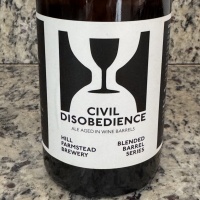 CIVIL
DISOBEDIENCE
ALE AGED IN WINE BARRELS
HILL
FARMSTEAD
BREWERY
BLENDED
BARREL
SERIES